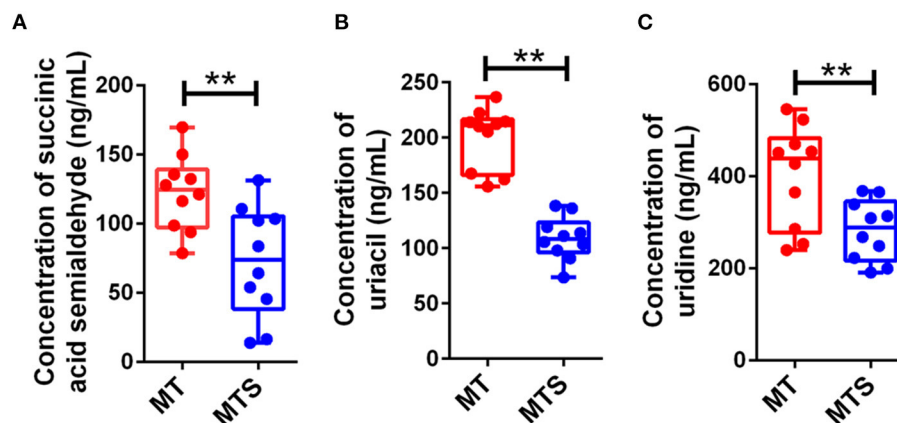 A
Concentration of succinic
acid semialdehyde (ng/mL)
200
150
100
50
0
**
MT
MTS
B
Concentration of
uriacil (ng/mL)
250
200
150
100
50
0
**
MT
MTS
C
Concentration of
uridine (ng/mL)
600
400
200
0
**
MT
MTS